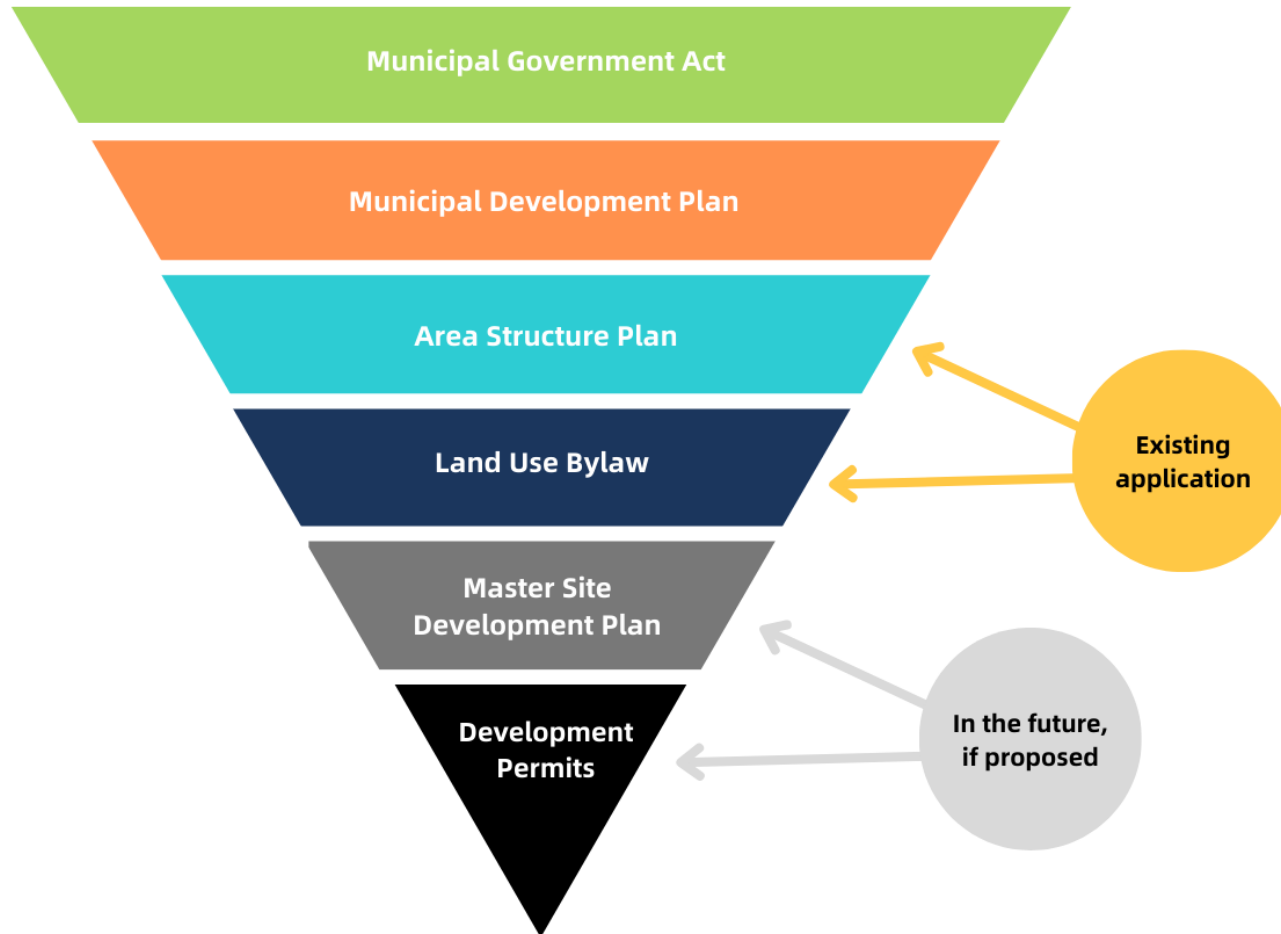 Municipal Government Act
Municipal Development Plan
Area Structure Plan
Land Use Bylaw
Existing
application
Master Site
Development Plan
In the future,
if proposed
Development
Permits